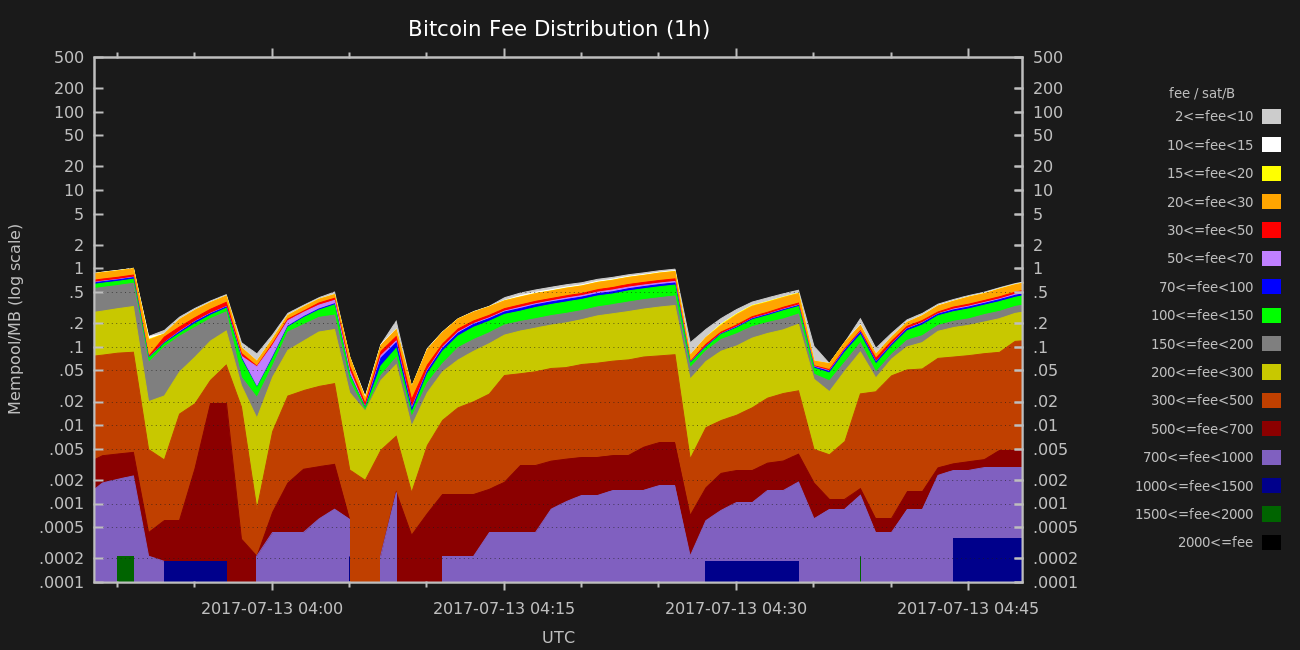 Bitcoin Fee Distribution (1h)
Mempool/MB (log scale)
500
200
100
50
20
10
5
2
1
.5
.2
.1
.05
.02
.01
.005
.002
.001
.0005
.0002
.0001
500
200
100
50
20
10
5
2
1
.5
.2
.1
.05
.02
.01
.005
.002
.001
.0005
.0002
.0001
2017-07-13 04:00
2017-07-13 04:15
2017-07-13 04:30
2017-07-13 04:45
UTC
fee / sat/B
2<=fee<10
10<=fee<15
15<=fee<20
20<=fee<30
30<=fee<50
50<=fee<70
70<=fee<100
100<=fee<150
150<=fee<200
200<=fee<300
300<=fee<500
500<=fee<700
700<=fee<1000
1000<=fee<1500
1500<=fee<2000
2000<=fee